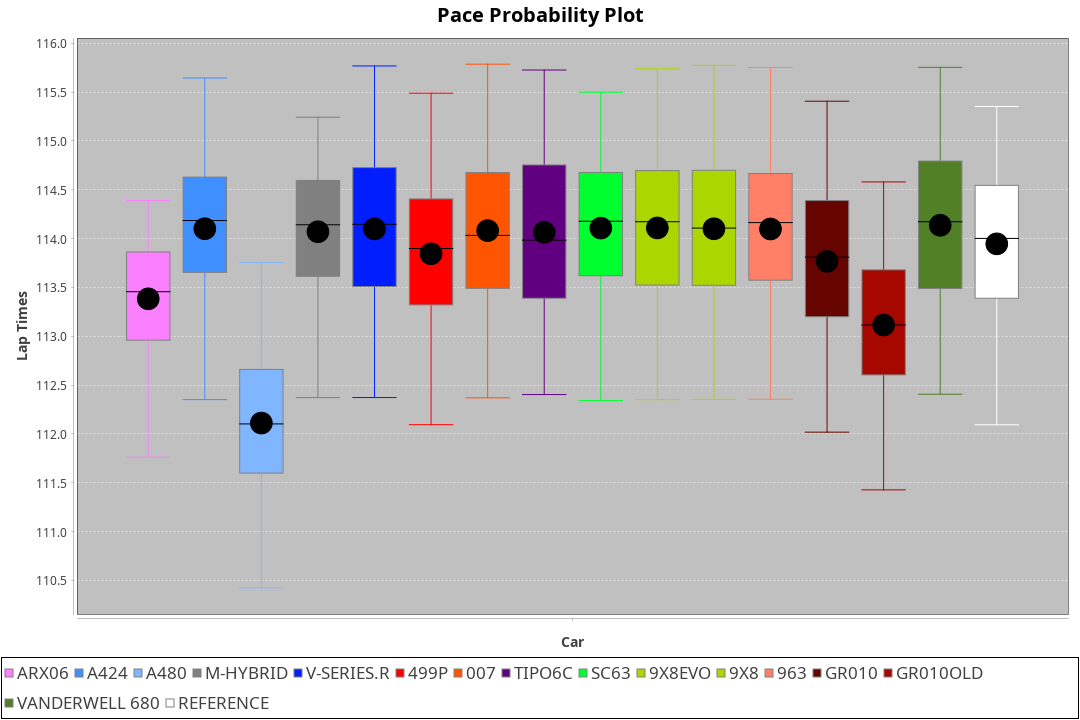 Pace Probability Plot
116.0
115.5
115.0
114.5
114.0
113.5
113.0
112.5
112.0
111.5
111.0
110.5
Lap Times
Car
ARX06 A424 A480 M-HYBRID V-SERIES.R 499P 007 TIPO6C SC63 9X8EVO 9X8 963 GR010 GR010OLD
VANDERWELL 680 REFERENCE